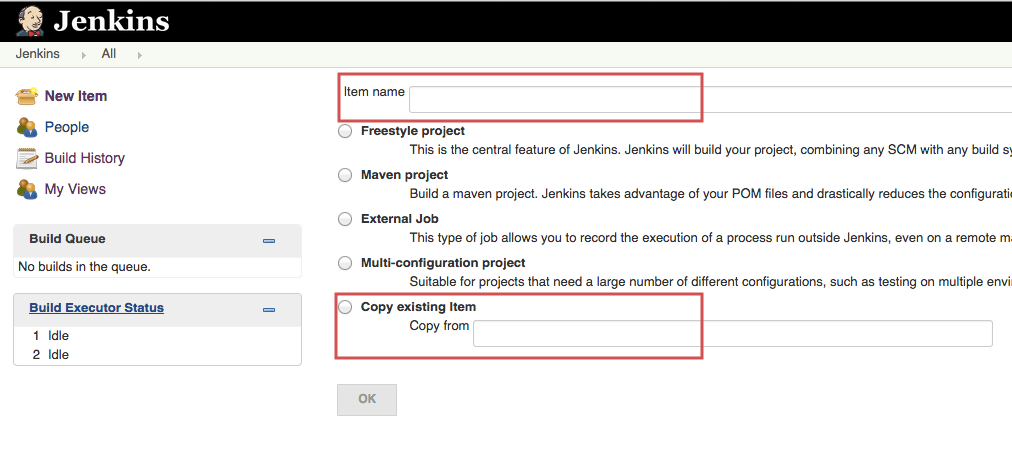 Jenkins
Jenkins All
New Item
People
Build History
My Views
Build Queue
No builds in the queue.
Build Executor Status
1 Idle
2 Idle
Item name
Freestyle project
This is the central feature of Jenkins. Jenkins will build your project, combining any SCM with any build
Maven project
Build a maven project. Jenkins takes advantage of your POM files and drastically reduces the
External Job
This type of job allows you to record the execution of a process run outside Jenkins, even on a remote
Multi-configuration project
Suitable for projects that need a large number of different configurations, such as testing on multiple
Copy existing Item
Copy from
OK